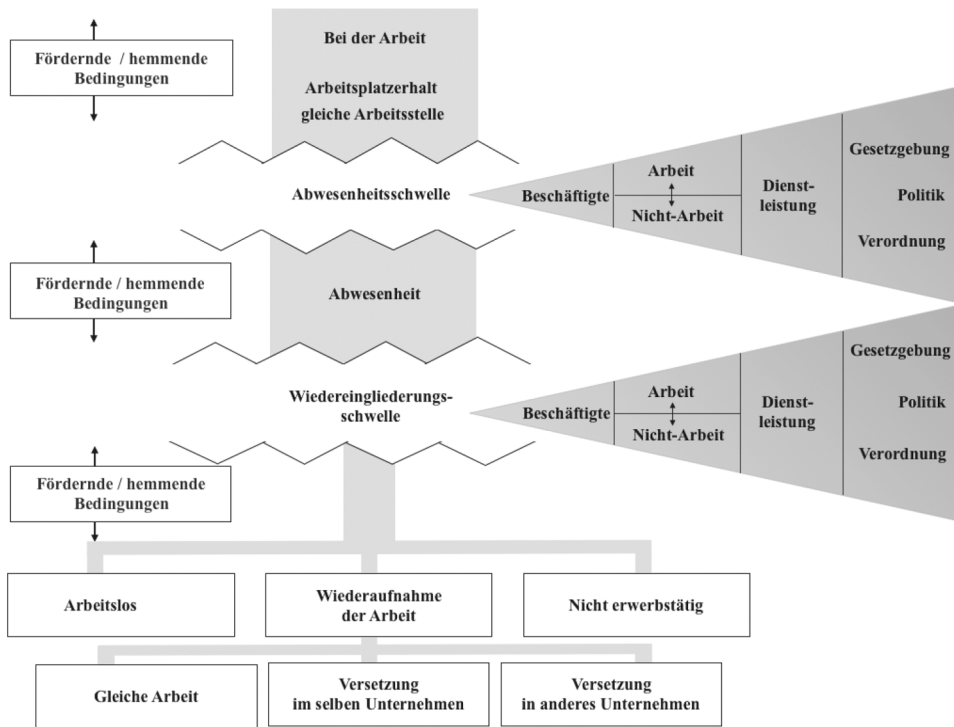 Fördernde / hemmende
Bedingungen
Bei der Arbeit
Arbeitsplatzerhalt
gleiche Arbeitsstelle
Abwesenheitsschwelle
Beschäftigte
Arbeit
Nicht-Arbeit
Dienst-
leistung
Gesetzgebung
Politik
Verordnung
Fördernde / hemmende
Bedingungen
Abwesenheit
Wiedereingliederungs-
schwelle
Beschäftigte
Arbeit
Nicht-Arbeit
Dienst-
leistung
Gesetzgebung
Politik
Verordnung
Fördernde / hemmende
Bedingungen
Arbeitslos
Wiederaufnahme
der Arbeit
Nicht erwerbstätig
Gleiche Arbeit
Versetzung
im selben Unternehmen
Versetzung
in anderes Unternehmen